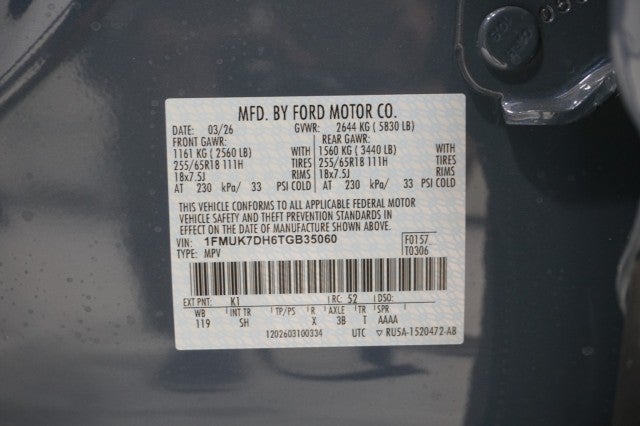 MFD. BY FORD MOTOR CO.
DATE: 03/26 GVWR: 2644 KG ( 5830 LB)
FRONT GAWR: REAR GAWR:
1161 KG ( 2560 LB) WITH 1560 KG ( 3440 LB) WITH
255/65R18 111H TIRES 255/65R18 111H TIRES
18x7.5J RIMS 18x7.5J RIMS
AT 230 kPa/ 33 PSI COLD AT 230 kPa/ 33 PSI COLD
THIS VEHICLE CONFORMS TO ALL APPLICABLE FEDERAL MOTOR
VEHICLE SAFETY AND THEFT PREVENTION STANDARDS IN
EFFECT ON THE DATE OF MANUFACTURE SHOWN ABOVE.
VIN: 1FMUK7DH6TGB35060 F0157
TYPE: MPV T0306
EXT PNT: K1 RC: 52 DSO:
WB INT TR TP/PS R AXLE TR SPR
119 SH X 3B T AAAA
1202603100334 UTC RU5A-1520472-AB